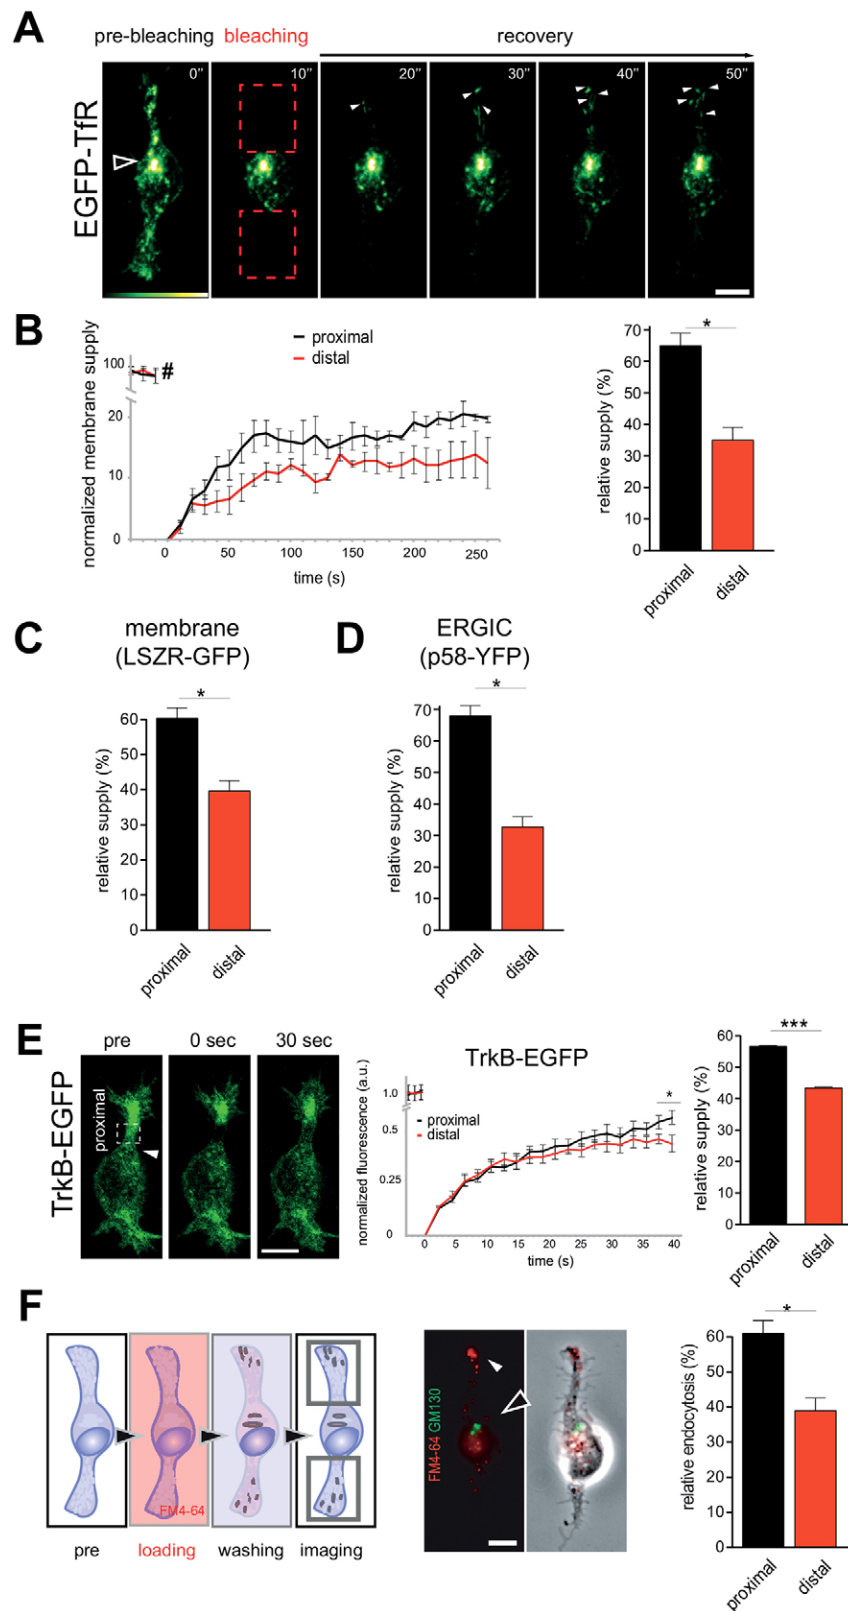 A
pre-bleaching bleaching recovery
EGFP-TfR
0" 10" 20" 30" 40" 50"
B
normalized membrane supply
100
20
10
0
#
proximal
distal
0 50 100 150 200 250
time (s)
relative supply (%)
70
60
50
40
30
20
10
0
*
proximal distal
C
membrane
(LSZR-GFP)
relative supply (%)
60
50
40
30
20
10
0
*
proximal distal
D
ERGIC
(p58-YFP)
relative supply (%)
70
60
50
40
30
20
10
0
*
proximal distal
E
TrkB-EGFP
pre 0 sec 30 sec
proximal
TrkB-EGFP
normalized fluorescence (a.u.)
1.0
0.5
0.25
0
proximal
distal
*
0 5 10 15 20 25 30 35 40
time (s)
relative supply (%)
60
50
40
30
20
10
0
***
proximal distal
F
FM4-64
pre loading washing imaging
FM4-64 GM130
relative endocytosis (%)
60
50
40
30
20
10
0
*
proximal distal